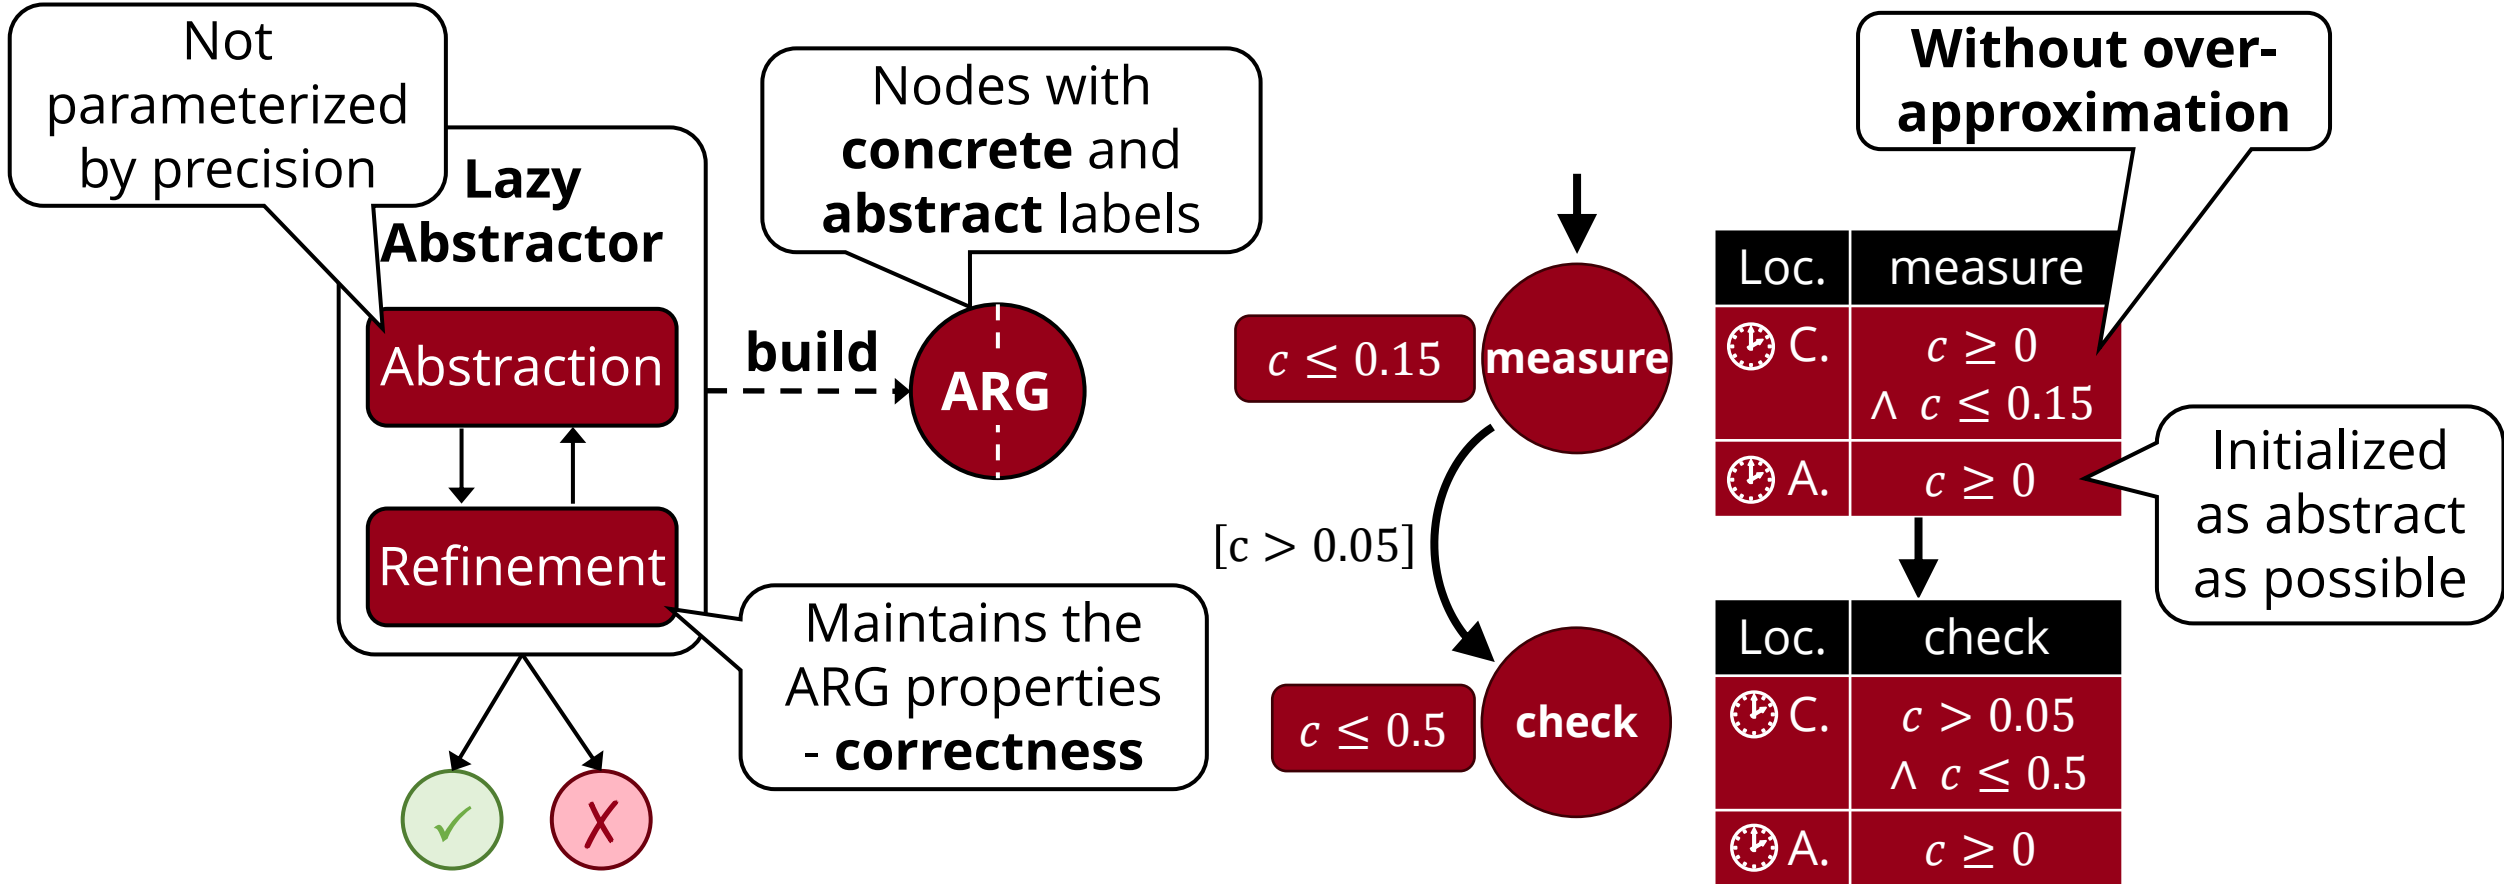 Not
parameterized
by precision
Lazy
Abstractor
Abstraction
Refinement
build
Nodes with
concrete and
abstract labels
ARG
Maintains the
ARG properties
- correctness
✓
✗
c ≤ 0.15
measure
[c > 0.05]
c ≤ 0.5
check
Without over-
approximation
Loc. measure
C. c ≥ 0
∧ c ≤ 0.15
A. c ≥ 0
Initialized
as abstract
as possible
Loc. check
C. c > 0.05
∧ c ≤ 0.5
A. c ≥ 0